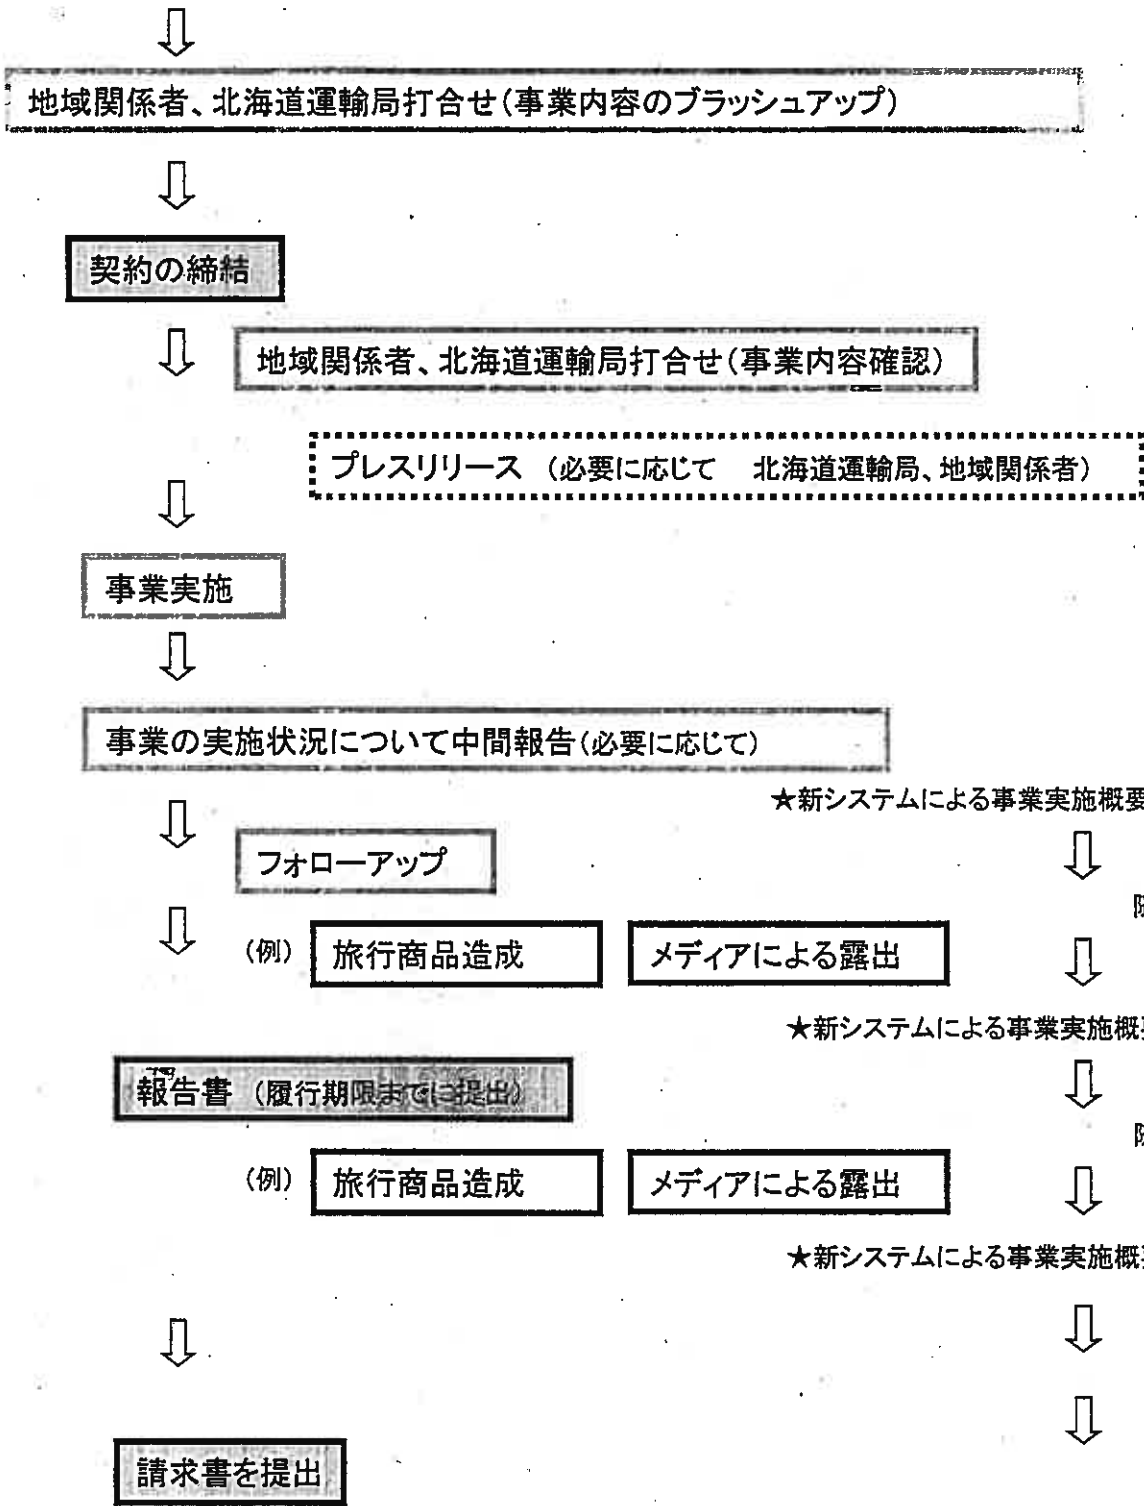 地域関係者、北海道運輸局打合せ(事業内容のブラッシュアップ)
契約の締結
地域関係者、北海道運輸局打合せ(事業内容確認)
プレスリリース (必要に応じて 北海道運輸局、地域関係者)
事業実施
事業の実施状況について中間報告(必要に応じて)
★新システムによる事業実施概要
フォローアップ
(例) 旅行商品造成 メディアによる露出
★新システムによる事業実施概
報告書 (履行期限までに提出)
(例) 旅行商品造成 メディアによる露出
★新システムによる事業実施概
請求書を提出